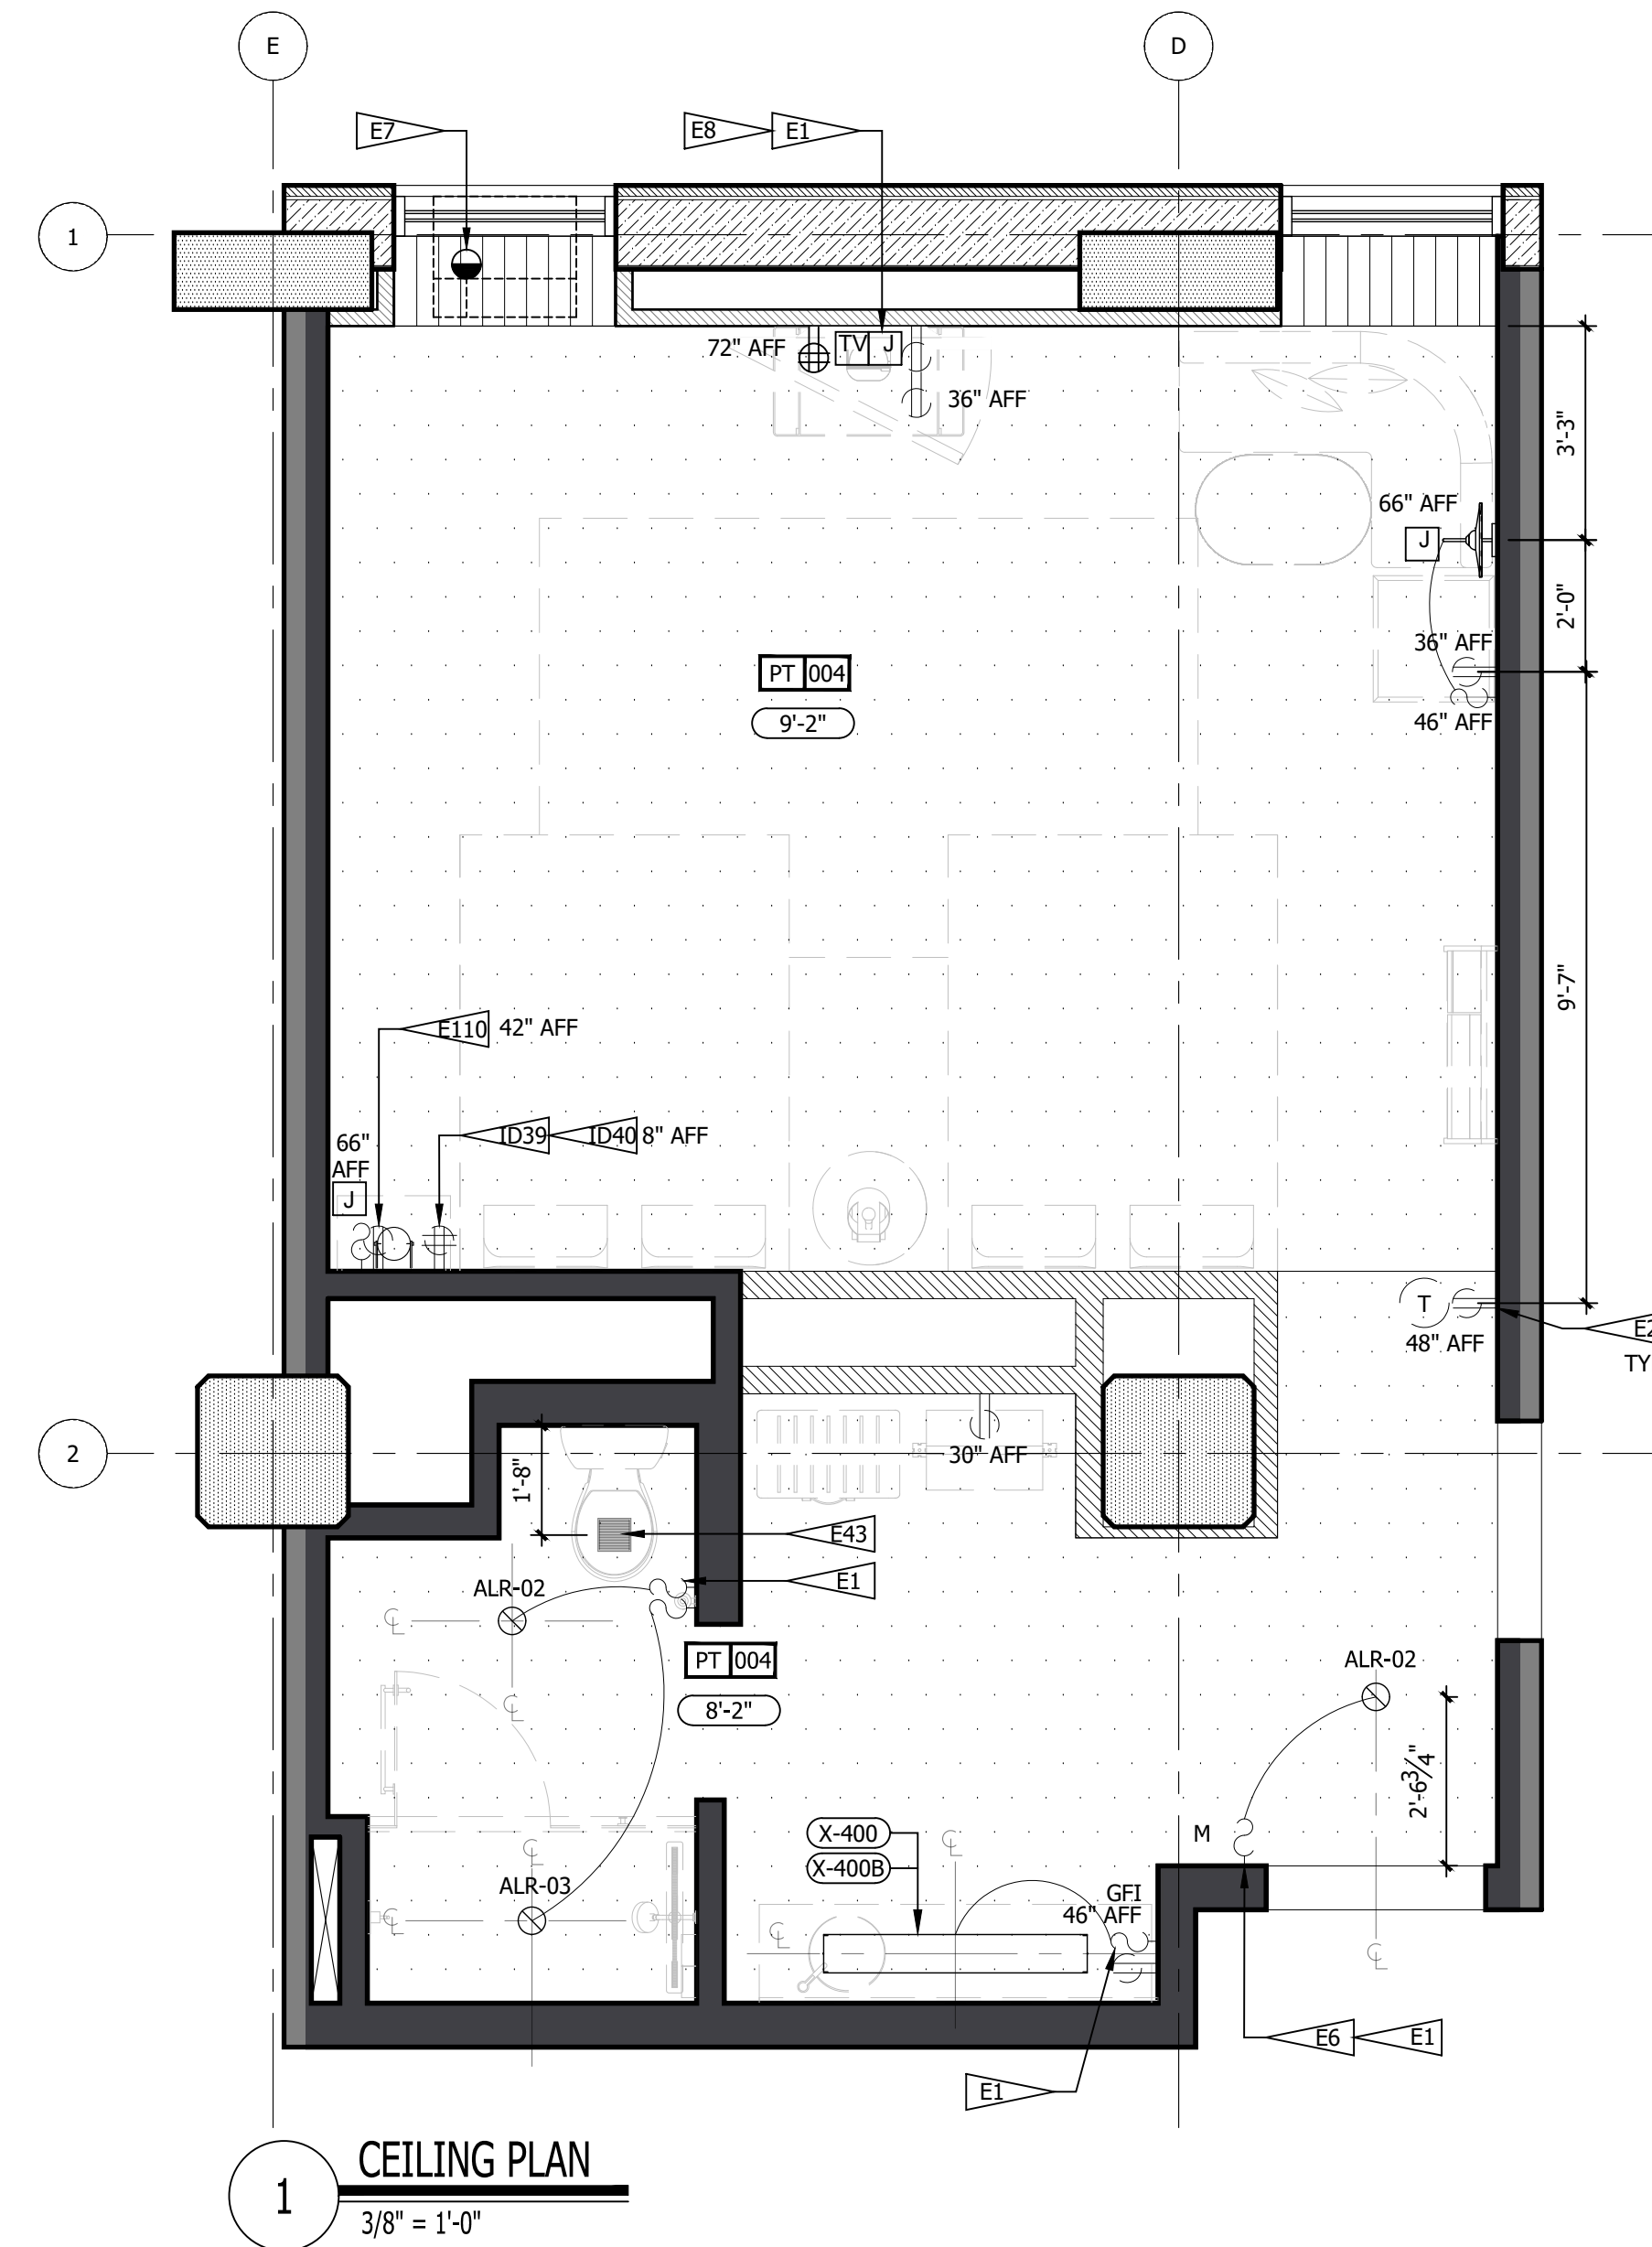 E
D
E7
E8
E1
1
72" AFF
TV
J
36" AFF
3'-3"
66" AFF
J
2'-0"
36" AFF
46" AFF
PT
004
9'-2"
9'-7"
E110
42" AFF
ID39
ID40
8" AFF
66"
AFF
J
T
48" AFF
2
30" AFF
1'-8"
E43
E1
ALR-02
PT
004
8'-2"
ALR-02
2'-6 3/4"
M
X-400
X-400B
ALR-03
GFI
46" AFF
E6
E1
E1
1
CEILING PLAN
3/8" = 1'-0"